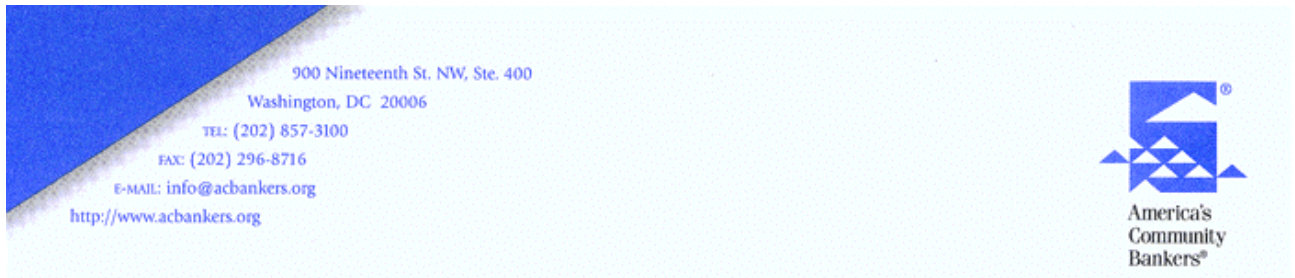 900 Nineteenth St. NW, Ste. 400
Washington, DC 20006
TEL: (202) 857-3100
FAX: (202) 296-8716
E-MAIL: info@acbankers.org
http://www.acbankers.org
®
America's
Community
Bankers®